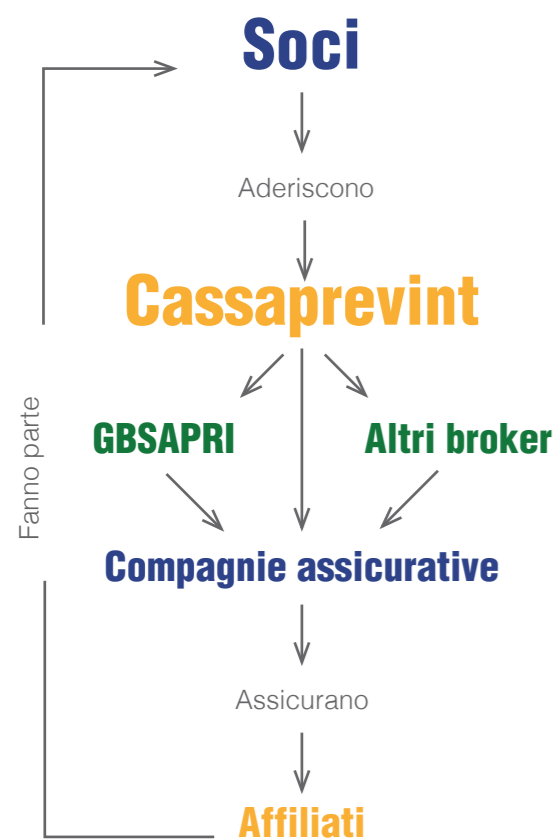 Soci
Aderiscono
Cassaprevint
GBSAPRI
Altri broker
Fanno parte
Compagnie assicurative
Assicurano
Affiliati